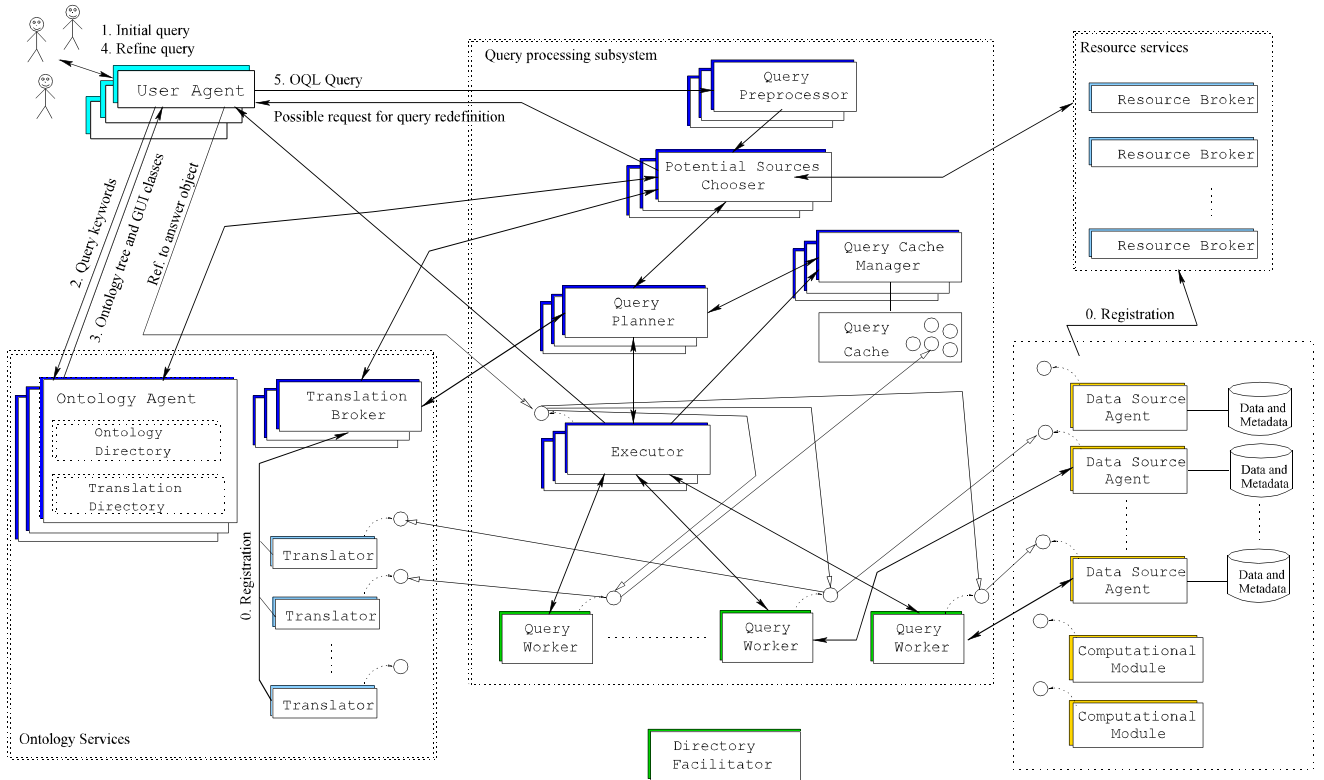 1. Initial query
4. Refine query
User Agent
5. OQL Query
Possible request for query redefinition
2. Query keywords
3. Ontology tree and GUI classes
Ref. to answer object
Query processing subsystem
Query
Preprocessor
Potential Sources
Chooser
Query Cache
Manager
Query
Cache
Query
Planner
Executor
Query
Worker
Query
Worker
Query
Worker
Resource services
Resource Broker
Resource Broker
Resource Broker
0. Registration
Ontology Agent
Ontology
Directory
Translation
Directory
Translation
Broker
0. Registration
Translator
Translator
Translator
Ontology Services
Data Source
Agent
Data and
Metadata
Data Source
Agent
Data and
Metadata
Data Source
Agent
Data and
Metadata
Computational
Module
Computational
Module
Directory
Facilitator